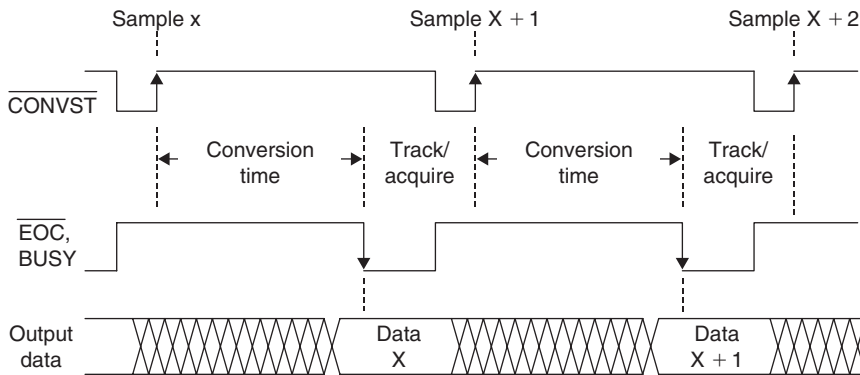 Sample x
Sample X + 1
Sample X + 2
CONVST
Conversion
time
Track/
acquire
Conversion
time
Track/
acquire
EOC,
BUSY
Output
data
Data
X
Data
X + 1